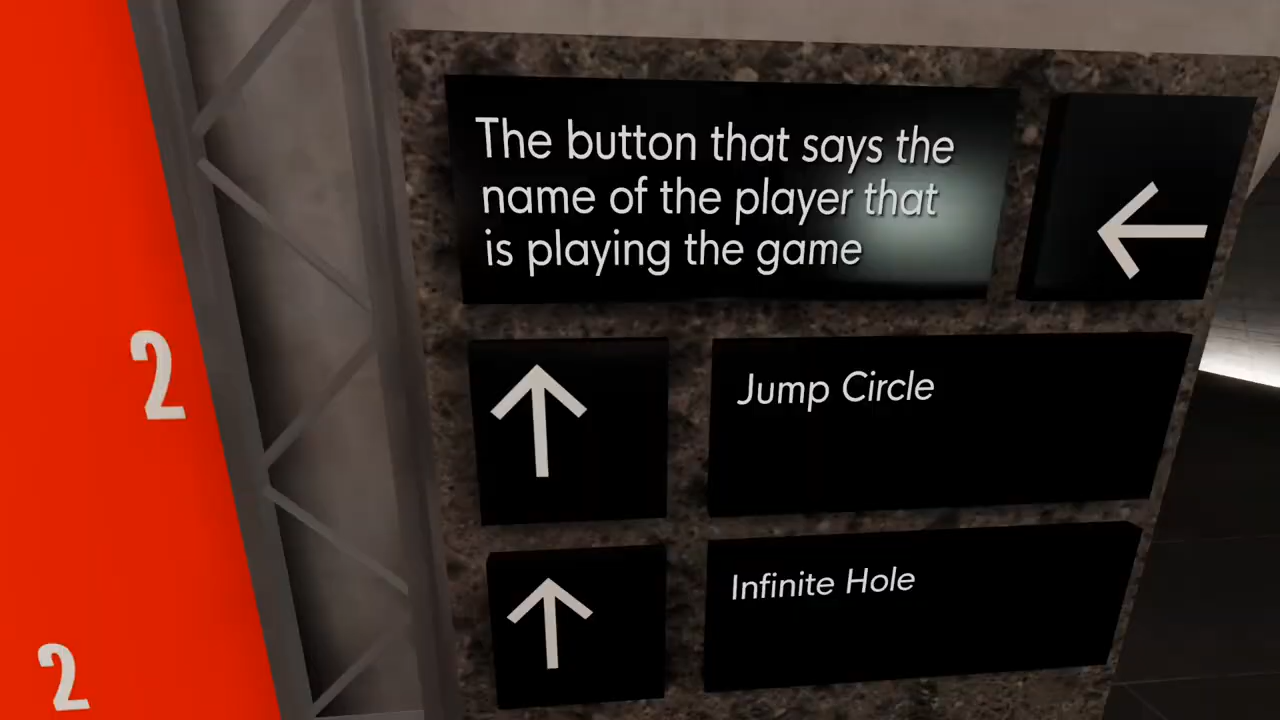 The button that says the
name of the player that
is playing the game
Jump Circle
Infinite Hole
2
2